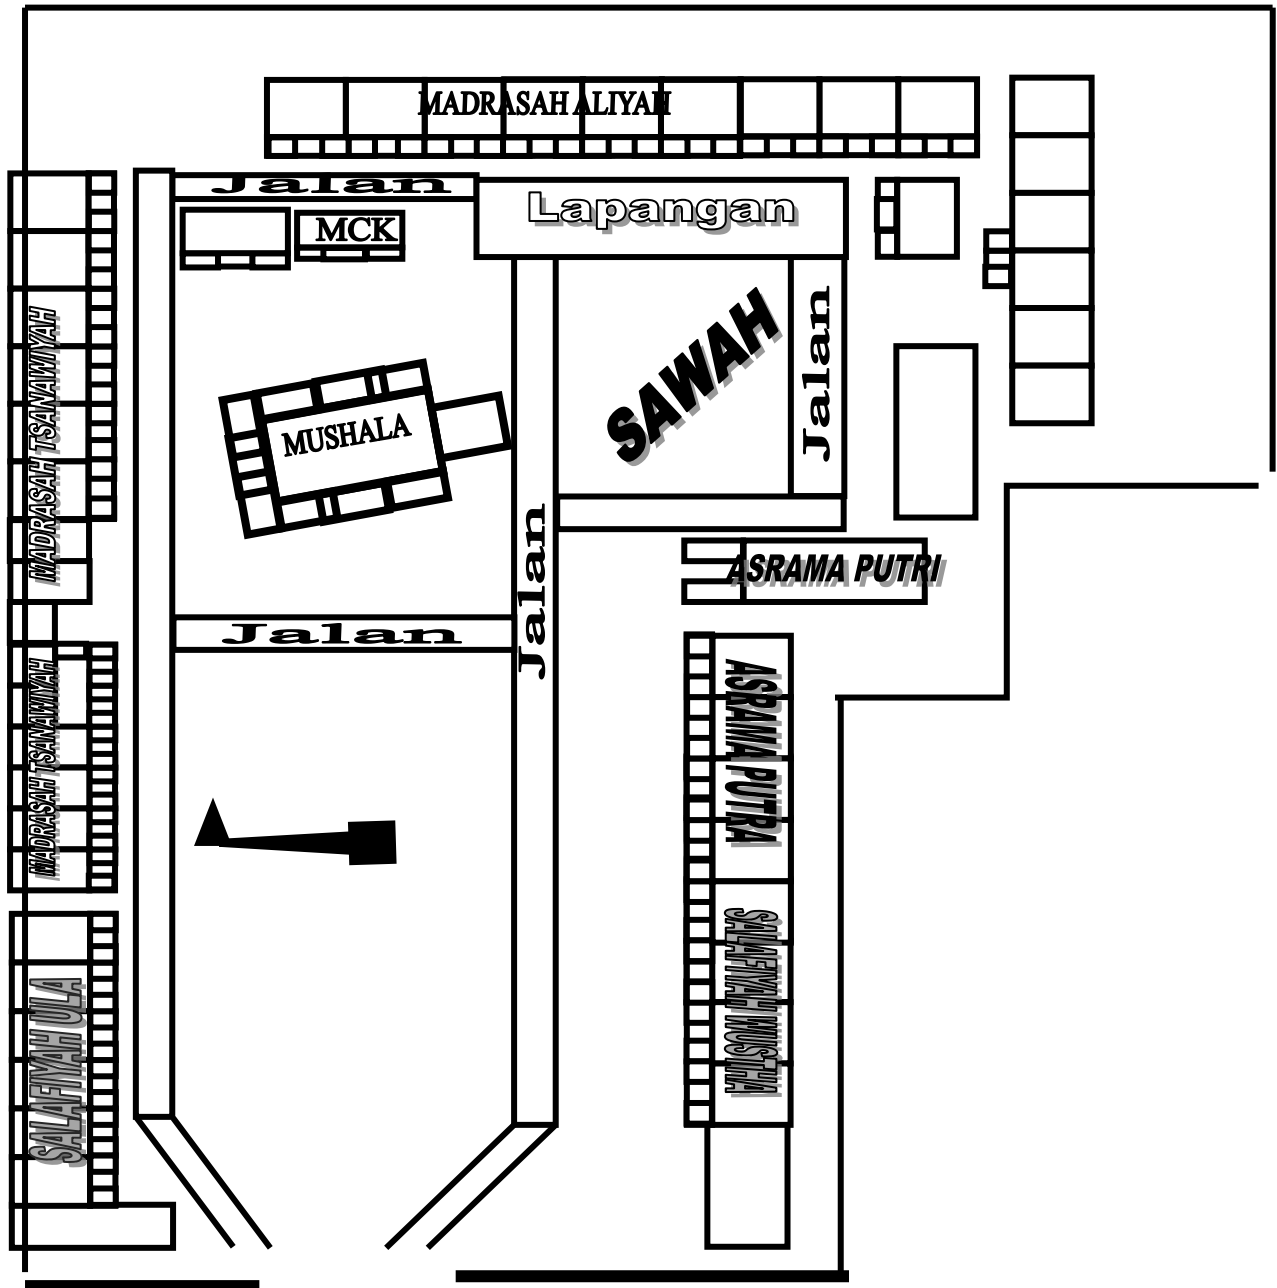 MADRASAH ALIYAH
Jalan
Lapangan
MCK
MADRASAH TSANAWIYAH
MUSHALA
SAWAH
Jalan
Jalan
ASRAMA PUTRI
Jalan
MADRASAH TSANAWIYAH
ASRAMA PUTRA
SALAFIYAH ULA
SALAFIYAH WUSTHA